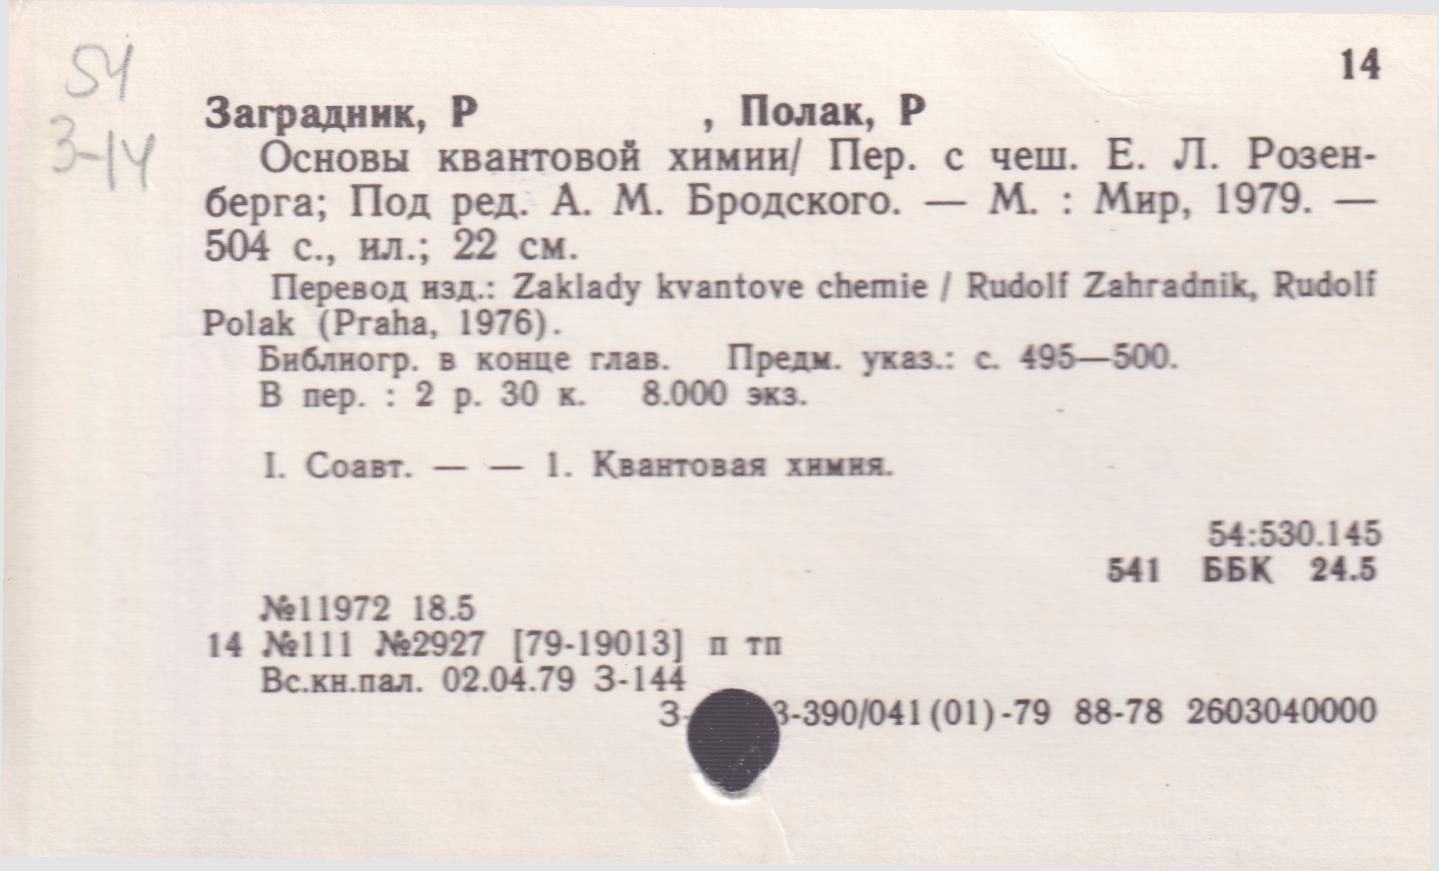 54
З-14
14
Заградник, Р , Полак, Р
Основы квантовой химии/ Пер. с чеш. Е. Л. Розен-
берга; Под ред. А. М. Бродского. — М. : Мир, 1979. —
504 с., ил.; 22 см.
Перевод изд.: Zaklady kvantove chemie / Rudolf Zahradnik, Rudolf
Polak (Praha, 1976).
Библиогр. в конце глав. Предм. указ.: с. 495—500.
В пер. : 2 р. 30 к. 8.000 экз.
I. Соавт. — — 1. Квантовая химия.
54:530.145
541 ББК 24.5
№11972 18.5
14 №111 №2927 [79-19013] п тп
Вс.кн.пал. 02.04.79 З-144
З- 3-390/041(01)-79 88-78 2603040000